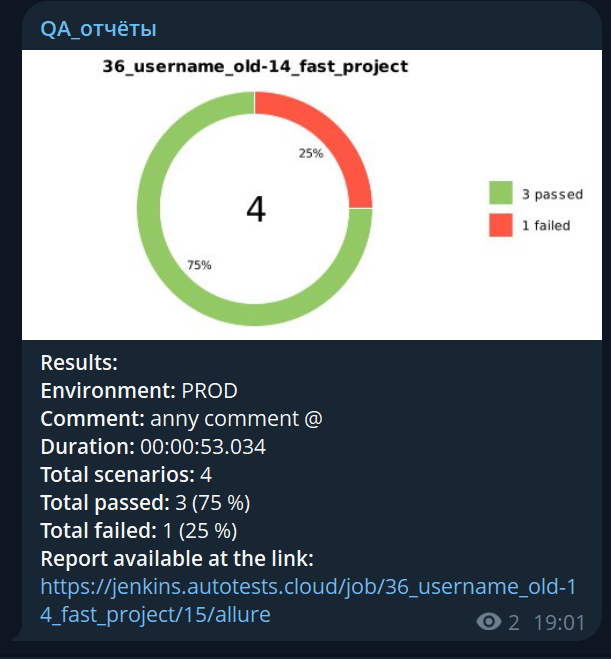 QA_отчёты
36_username_old-14_fast_project
25%
4
75%
3 passed
1 failed
Results:
Environment: PROD
Comment: anny comment @
Duration: 00:00:53.034
Total scenarios: 4
Total passed: 3 (75 %)
Total failed: 1 (25 %)
Report available at the link:
https://jenkins.autotests.cloud/job/36_username_old-1
4_fast_project/15/allure
2 19:01